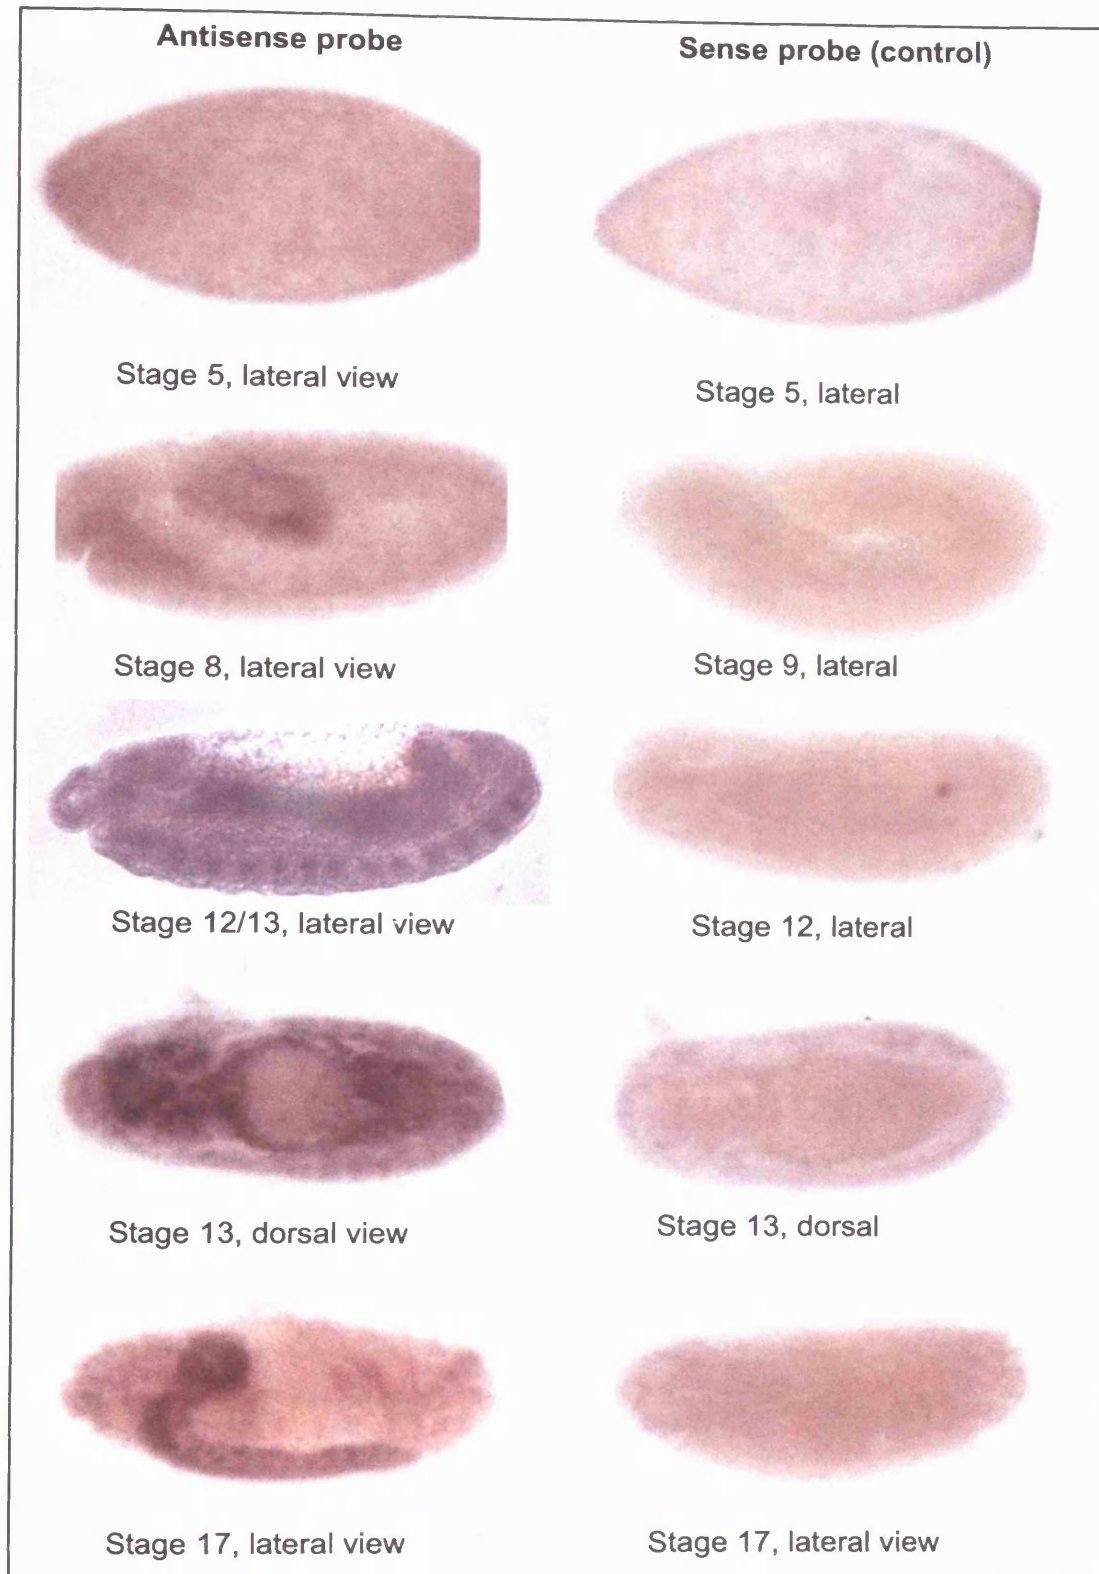 Antisense probe
Sense probe (control)
Stage 5, lateral view
Stage 5, lateral
Stage 8, lateral view
Stage 9, lateral
Stage 12/13, lateral view
Stage 12, lateral
Stage 13, dorsal view
Stage 13, dorsal
Stage 17, lateral view
Stage 17, lateral view